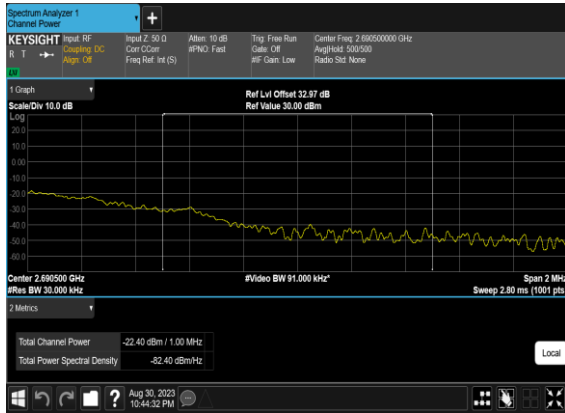 Spectrum Analyzer 1
Channel Power
+
KEYSIGHT
R T
LXI
Input: RF
Coupling: DC
Align: Off
Input Z: 50 Ω
Corr CCorr
Freq Ref: Int (S)
Atten: 10 dB
#PNO: Fast
Trig: Free Run
Gate: Off
#IF Gain: Low
Center Freq: 2.690500000 GHz
Avg|Hold: 500/500
Radio Std: None
1 Graph
Scale/Div 10.0 dB
Ref Lvl Offset 32.97 dB
Ref Value 30.00 dBm
Log
20.0
10.0
0.00
-10.0
-20.0
-30.0
-40.0
-50.0
-60.0
Center 2.690500 GHz
#Res BW 30.000 kHz
#Video BW 91.000 kHz*
Span 2 MHz
Sweep 2.80 ms (1001 pts
2 Metrics
Total Channel Power -22.40 dBm / 1.00 MHz
Total Power Spectral Density -82.40 dBm/Hz
Local
?
Aug 30, 2023
10:44:32 PM